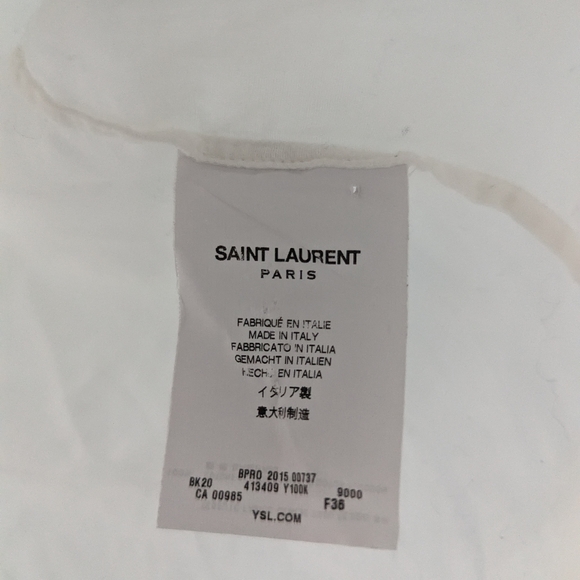 SAINT LAURENT
PARIS
FABRIQUÉ EN ITALIE
MADE IN ITALY
FABBRICATO IN ITALIA
GEMACHT IN ITALIEN
HECHO EN ITALIA
イタリア製
意大利制造
BPRO 2015 00737
BK20 413409 Y100K 9000
CA 00985 F36
YSL.COM